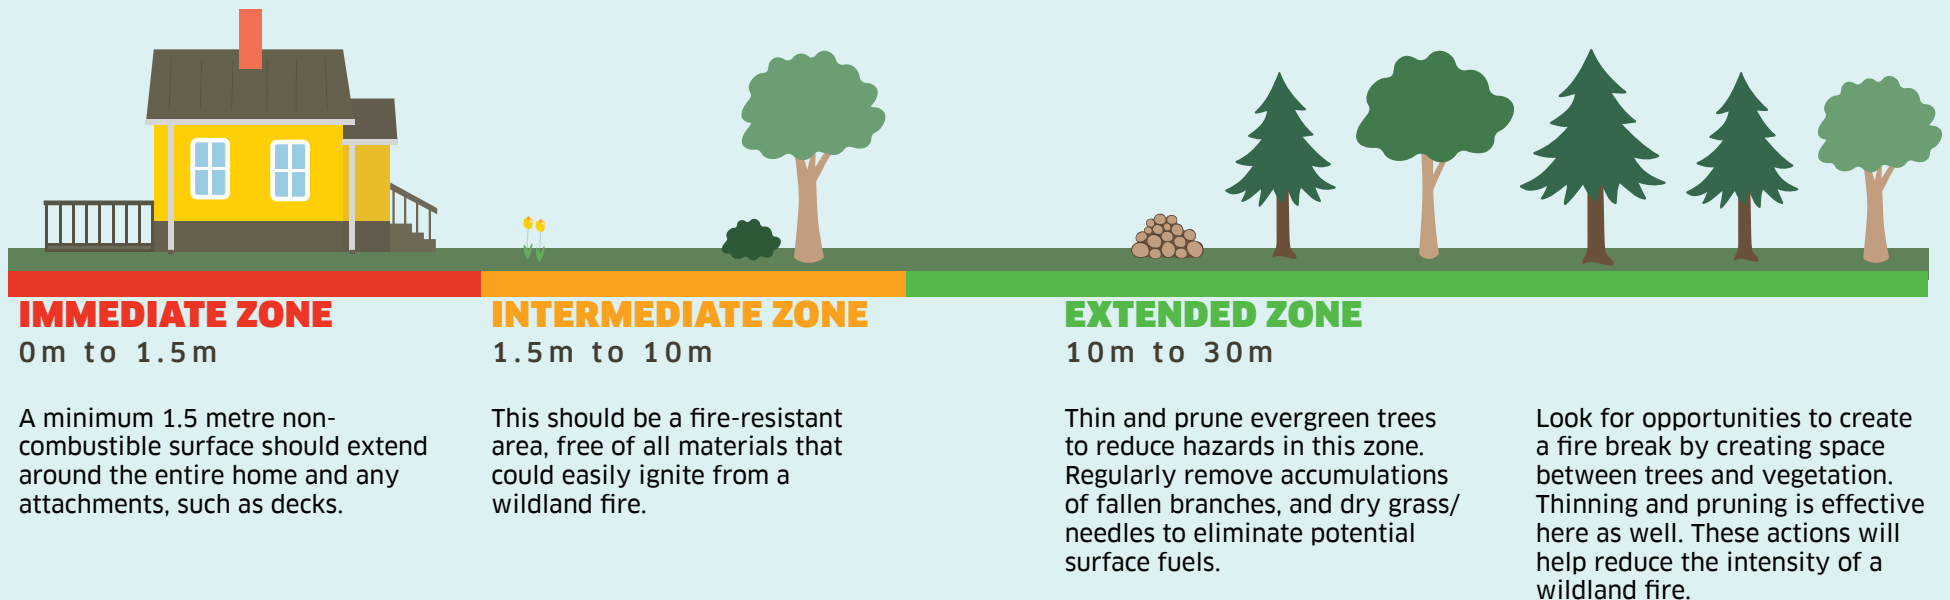 IMMEDIATE ZONE
0m to 1.5m
A minimum 1.5 metre non-
combustible surface should extend
around the entire home and any
attachments, such as decks.
INTERMEDIATE ZONE
1.5m to 10m
This should be a fire-resistant
area, free of all materials that
could easily ignite from a
wildland fire.
EXTENDED ZONE
10m to 30m
Thin and prune evergreen trees
to reduce hazards in this zone.
Regularly remove accumulations
of fallen branches, and dry grass/
needles to eliminate potential
surface fuels.
Look for opportunities to create
a fire break by creating space
between trees and vegetation.
Thinning and pruning is effective
here as well. These actions will
help reduce the intensity of a
wildland fire.